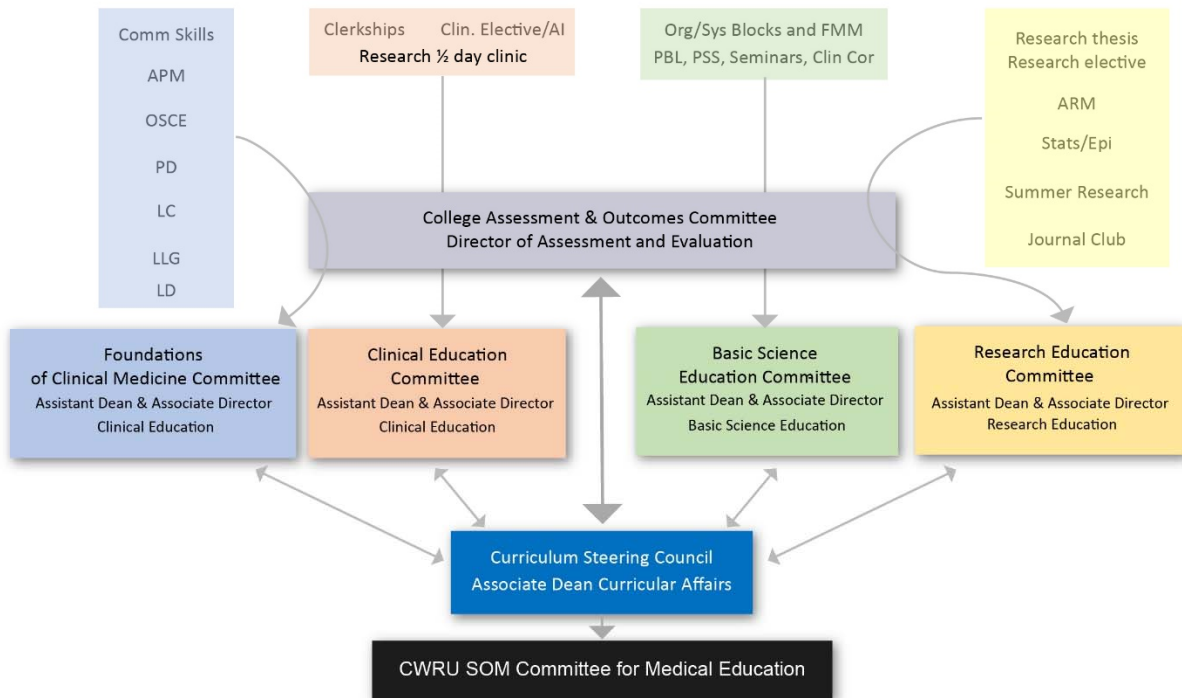 Comm Skills
APM
OSCE
PD
LC
LLG
LD
Clerkships Clin. Elective/AI
Research ½ day clinic
Org/Sys Blocks and FMM
PBL, PSS, Seminars, Clin Cor
Research thesis
Research elective
ARM
Stats/Epi
Summer Research
Journal Club
College Assessment & Outcomes Committee
Director of Assessment and Evaluation
Foundations
of Clinical Medicine Committee
Assistant Dean & Associate Director
Clinical Education
Clinical Education
Committee
Assistant Dean & Associate Director
Clinical Education
Basic Science
Education Committee
Assistant Dean & Associate Director
Basic Science Education
Research Education
Committee
Assistant Dean & Associate Director
Research Education
Curriculum Steering Council
Associate Dean Curricular Affairs
CWRU SOM Committee for Medical Education